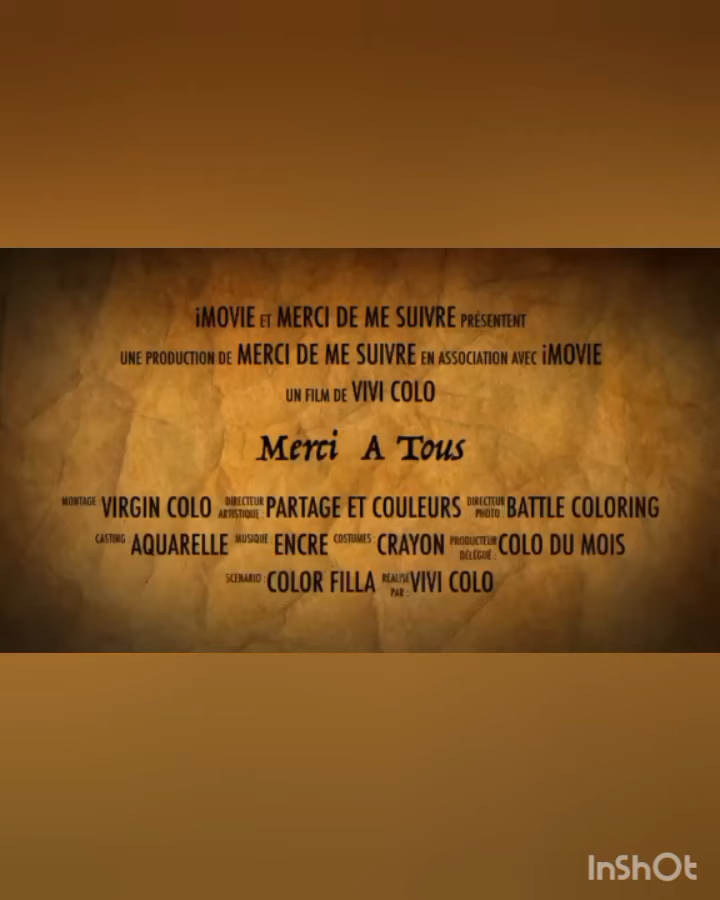 iMOVIE ET MERCI DE ME SUIVRE PRÉSENTENT
UNE PRODUCTION DE MERCI DE ME SUIVRE EN ASSOCIATION AVEC iMOVIE
UN FILM DE VIVI COLO
Merci A Tous
MONTAGE VIRGIN COLO DIRECTEUR ARTISTIQUE : PARTAGE ET COULEURS DIRECTEUR PHOTO : BATTLE COLORING
CASTING : AQUARELLE MUSIQUE ENCRE COSTUMES : CRAYON PRODUCTEUR DÉLÉGUÉ : COLO DU MOIS
SCENARIO : COLOR FILLA REALISÉ PAR : VIVI COLO
InShOt